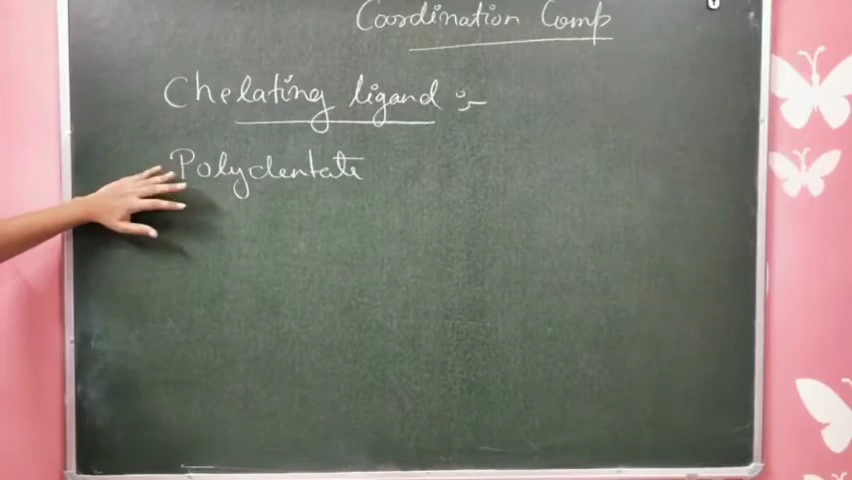 Coordination Comp
Chelating ligand :-
Polydentate